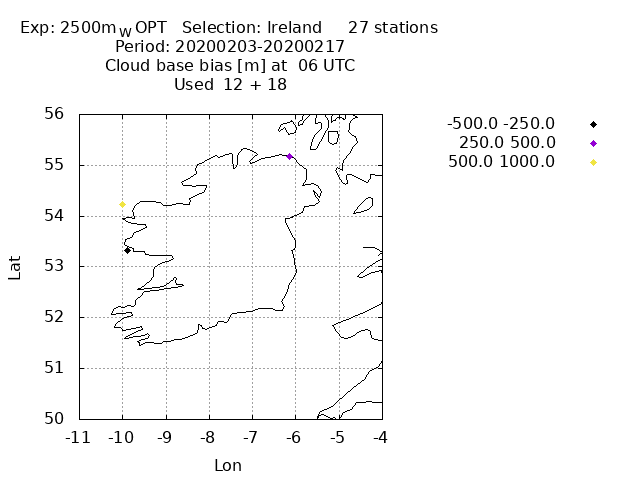 Exp: 2500m_W OPT   Selection: Ireland     27 stations
Period: 20200203-20200217
Cloud base bias [m] at  06 UTC
Used  12 + 18
-500.0 -250.0
250.0 500.0
500.0 1000.0
56
55
54
53
52
51
50
Lat
-11 -10 -9 -8 -7 -6 -5 -4
Lon